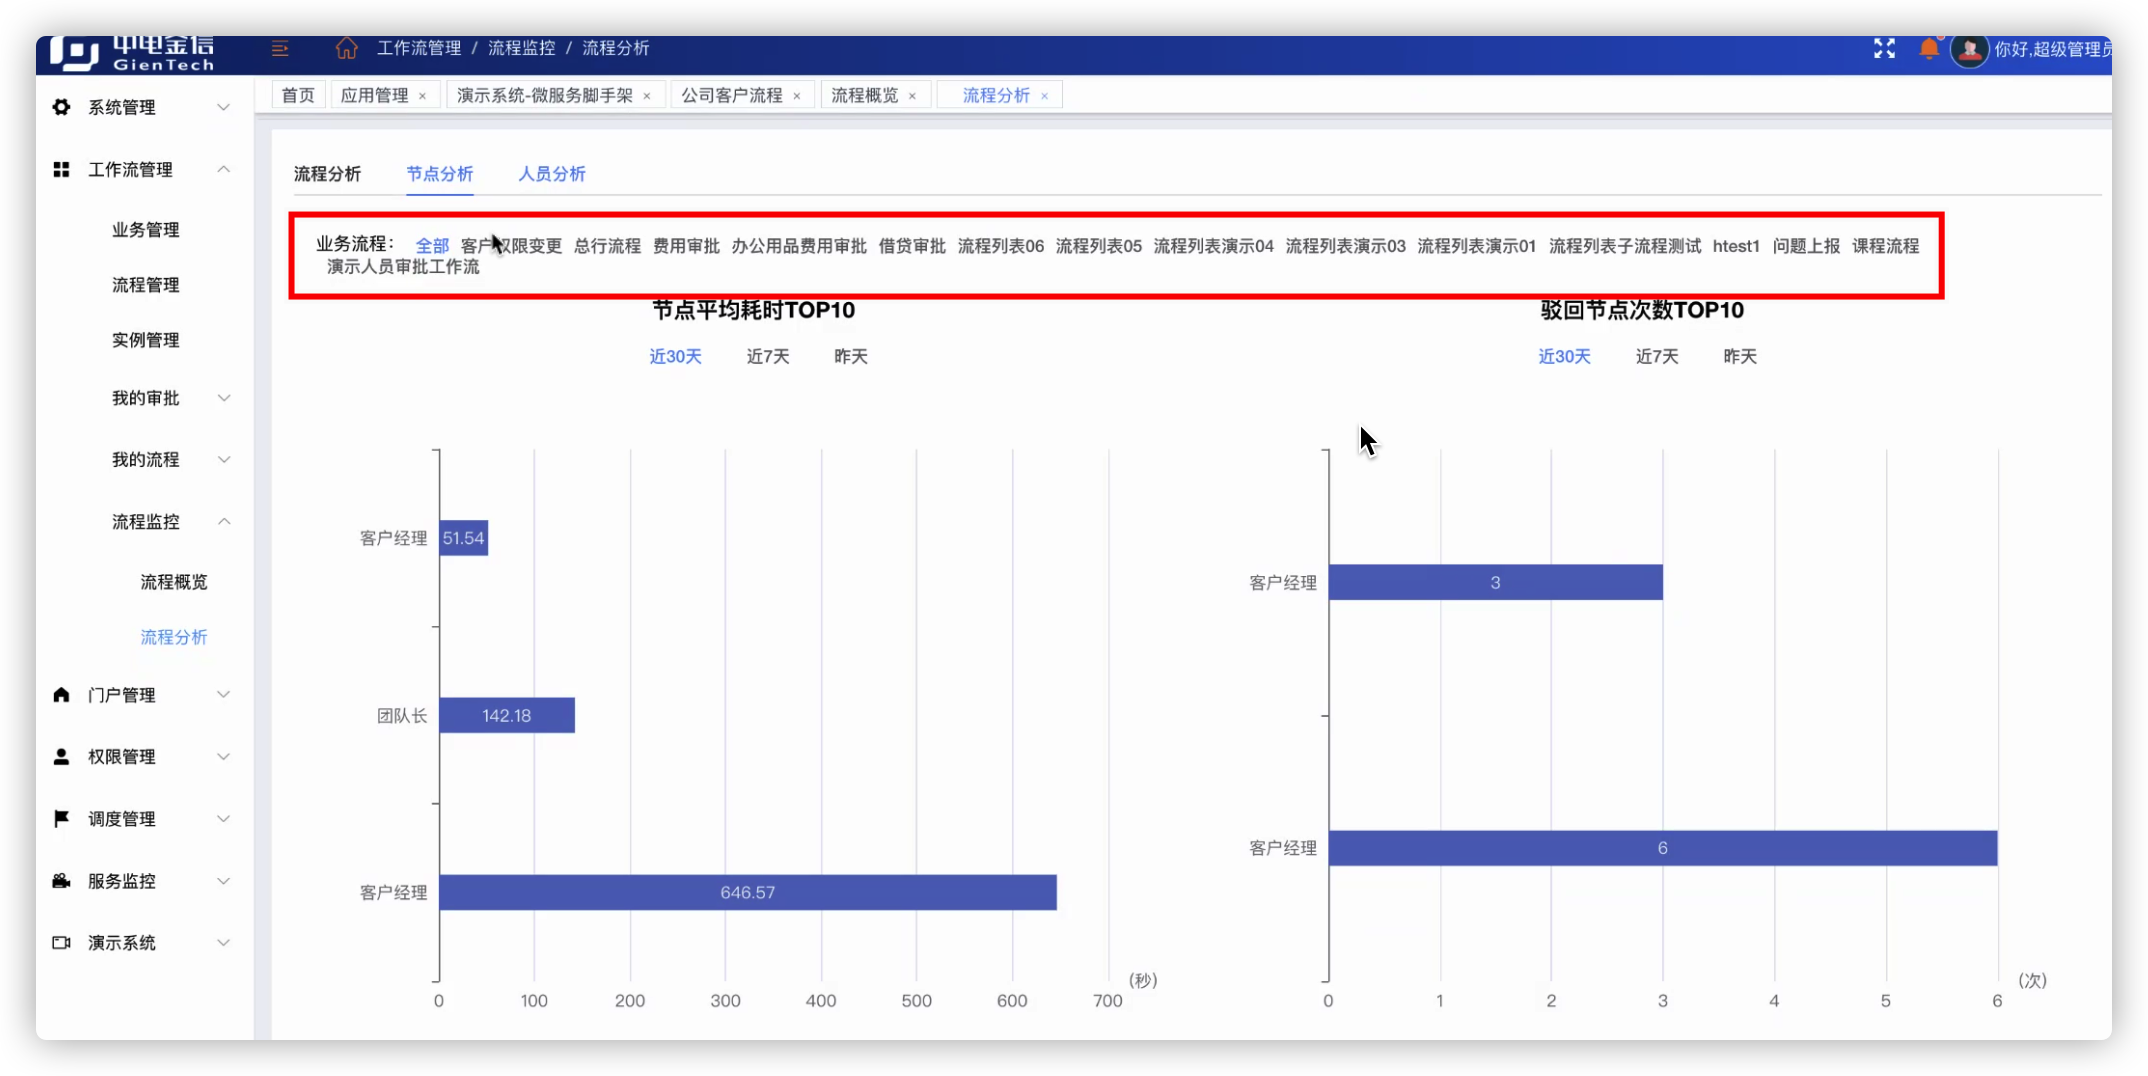 中电金信
GienTech
工作流管理 / 流程监控 / 流程分析
你好,超级管理员
首页 应用管理 × 演示系统-微服务脚手架 × 公司客户流程 × 流程概览 × 流程分析 ×
系统管理
工作流管理
业务管理
流程管理
实例管理
我的审批
我的流程
流程监控
流程概览
流程分析
门户管理
权限管理
调度管理
服务监控
演示系统
流程分析 节点分析 人员分析
业务流程: 全部 客户权限变更 总行流程 费用审批 办公用品费用审批 借贷审批 流程列表06 流程列表05 流程列表演示04 流程列表演示03 流程列表演示01 流程列表子流程测试 htest1 问题上报 课程流程
演示人员审批工作流
节点平均耗时TOP10
近30天 近7天 昨天
客户经理 51.54
团队长 142.18
客户经理 646.57
(秒)
0 100 200 300 400 500 600 700
驳回节点次数TOP10
近30天 近7天 昨天
客户经理 3
客户经理 6
(次)
0 1 2 3 4 5 6